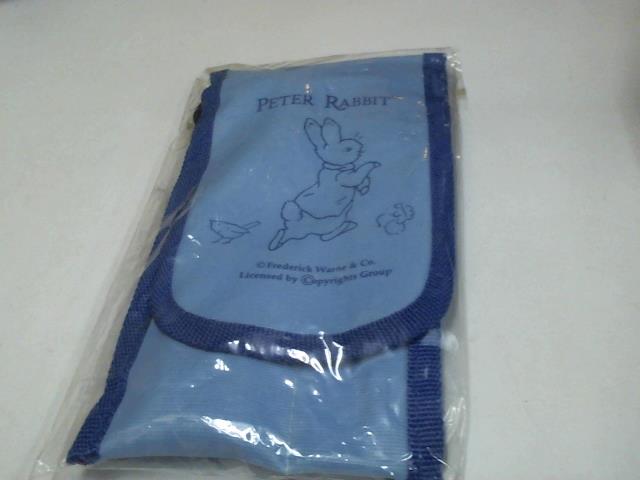 PETER RABBIT
© Frederick Warne & Co.
Licensed by Copyrights Group